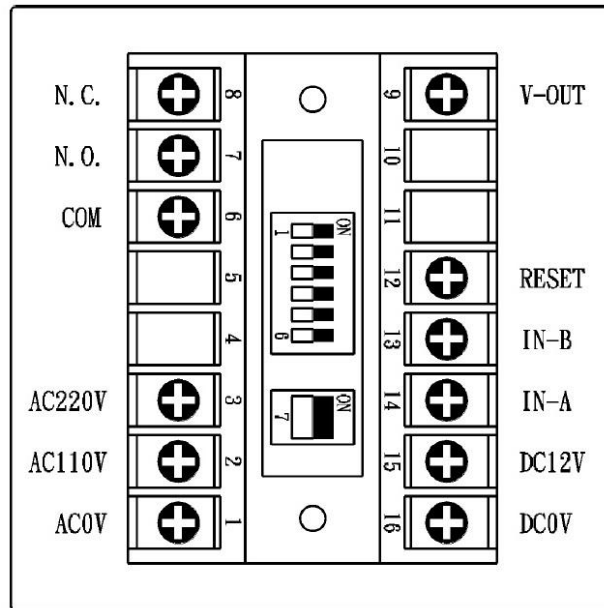 N.C. 8 9 V-OUT
N.O. 7 10
COM 6 11
1 ON
5 12 RESET
4 13 IN-B
6
AC220V 3 14 IN-A
7 ON
AC110V 2 15 DC12V
AC0V 1 16 DC0V